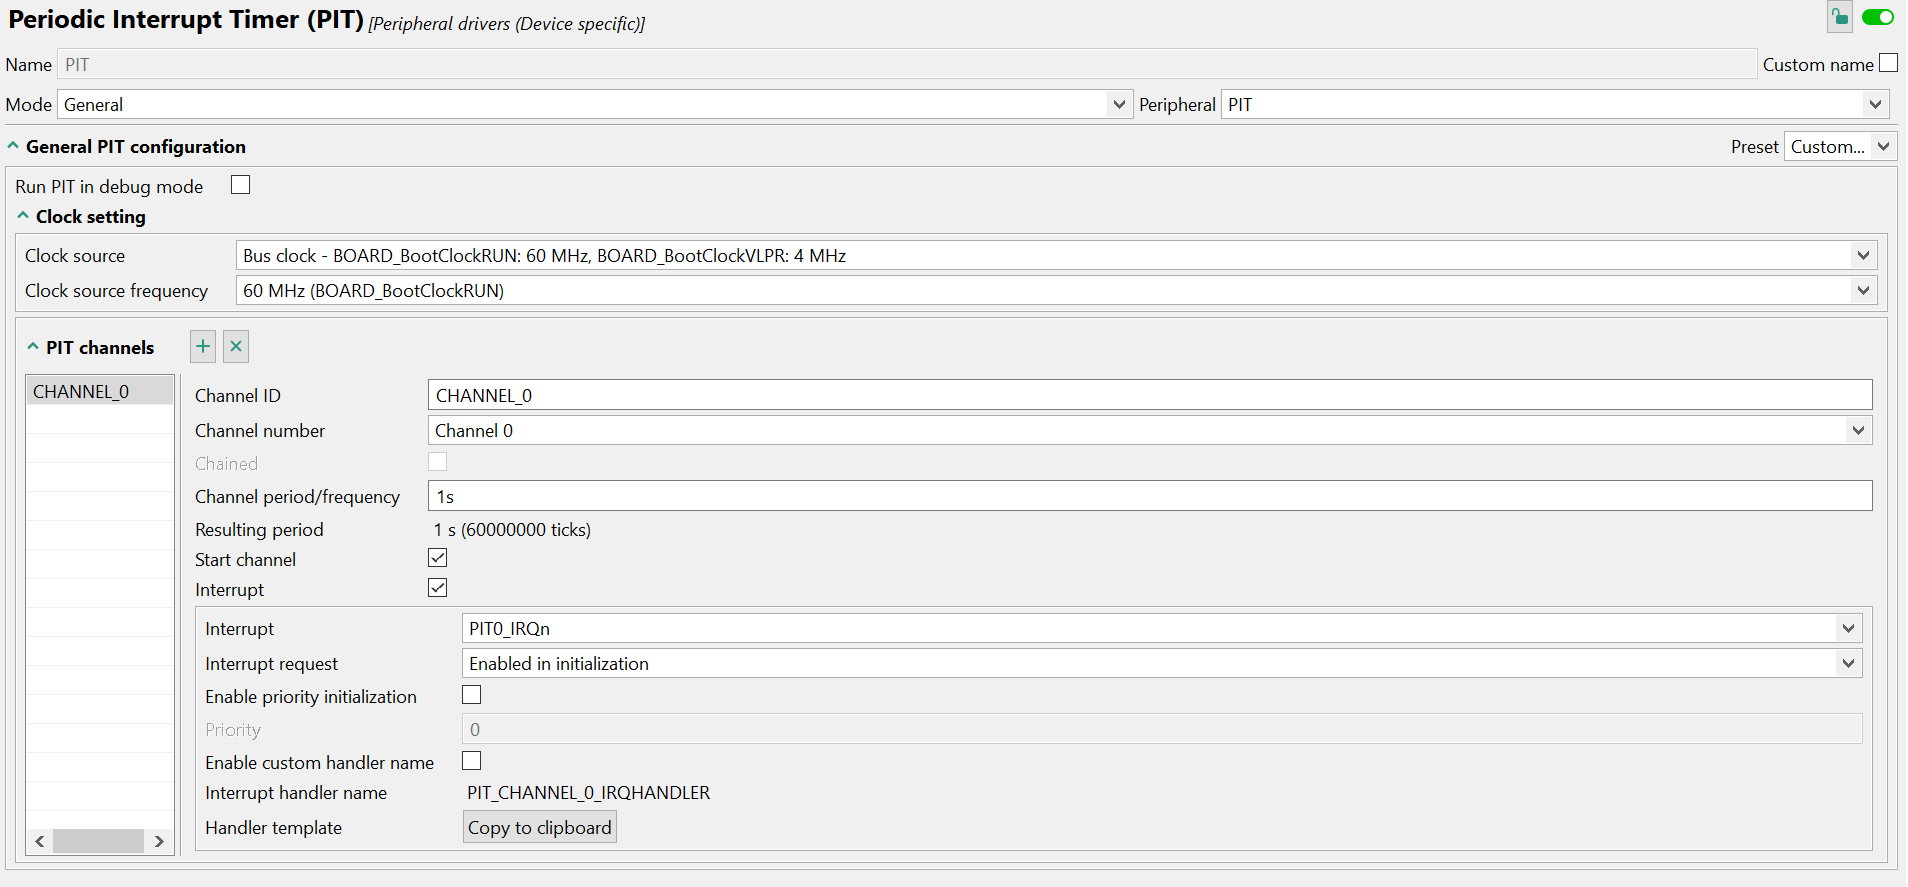 Periodic Interrupt Timer (PIT) [Peripheral drivers (Device specific)]
Name PIT Custom name
Mode General Peripheral PIT
General PIT configuration Preset Custom...
Run PIT in debug mode
Clock setting
Clock source Bus clock - BOARD_BootClockRUN: 60 MHz, BOARD_BootClockVLPR: 4 MHz
Clock source frequency 60 MHz (BOARD_BootClockRUN)
PIT channels
CHANNEL_0
Channel ID CHANNEL_0
Channel number Channel 0
Chained
Channel period/frequency 1s
Resulting period 1 s (60000000 ticks)
Start channel
Interrupt
Interrupt PIT0_IRQn
Interrupt request Enabled in initialization
Enable priority initialization
Priority 0
Enable custom handler name
Interrupt handler name PIT_CHANNEL_0_IRQHANDLER
Handler template Copy to clipboard